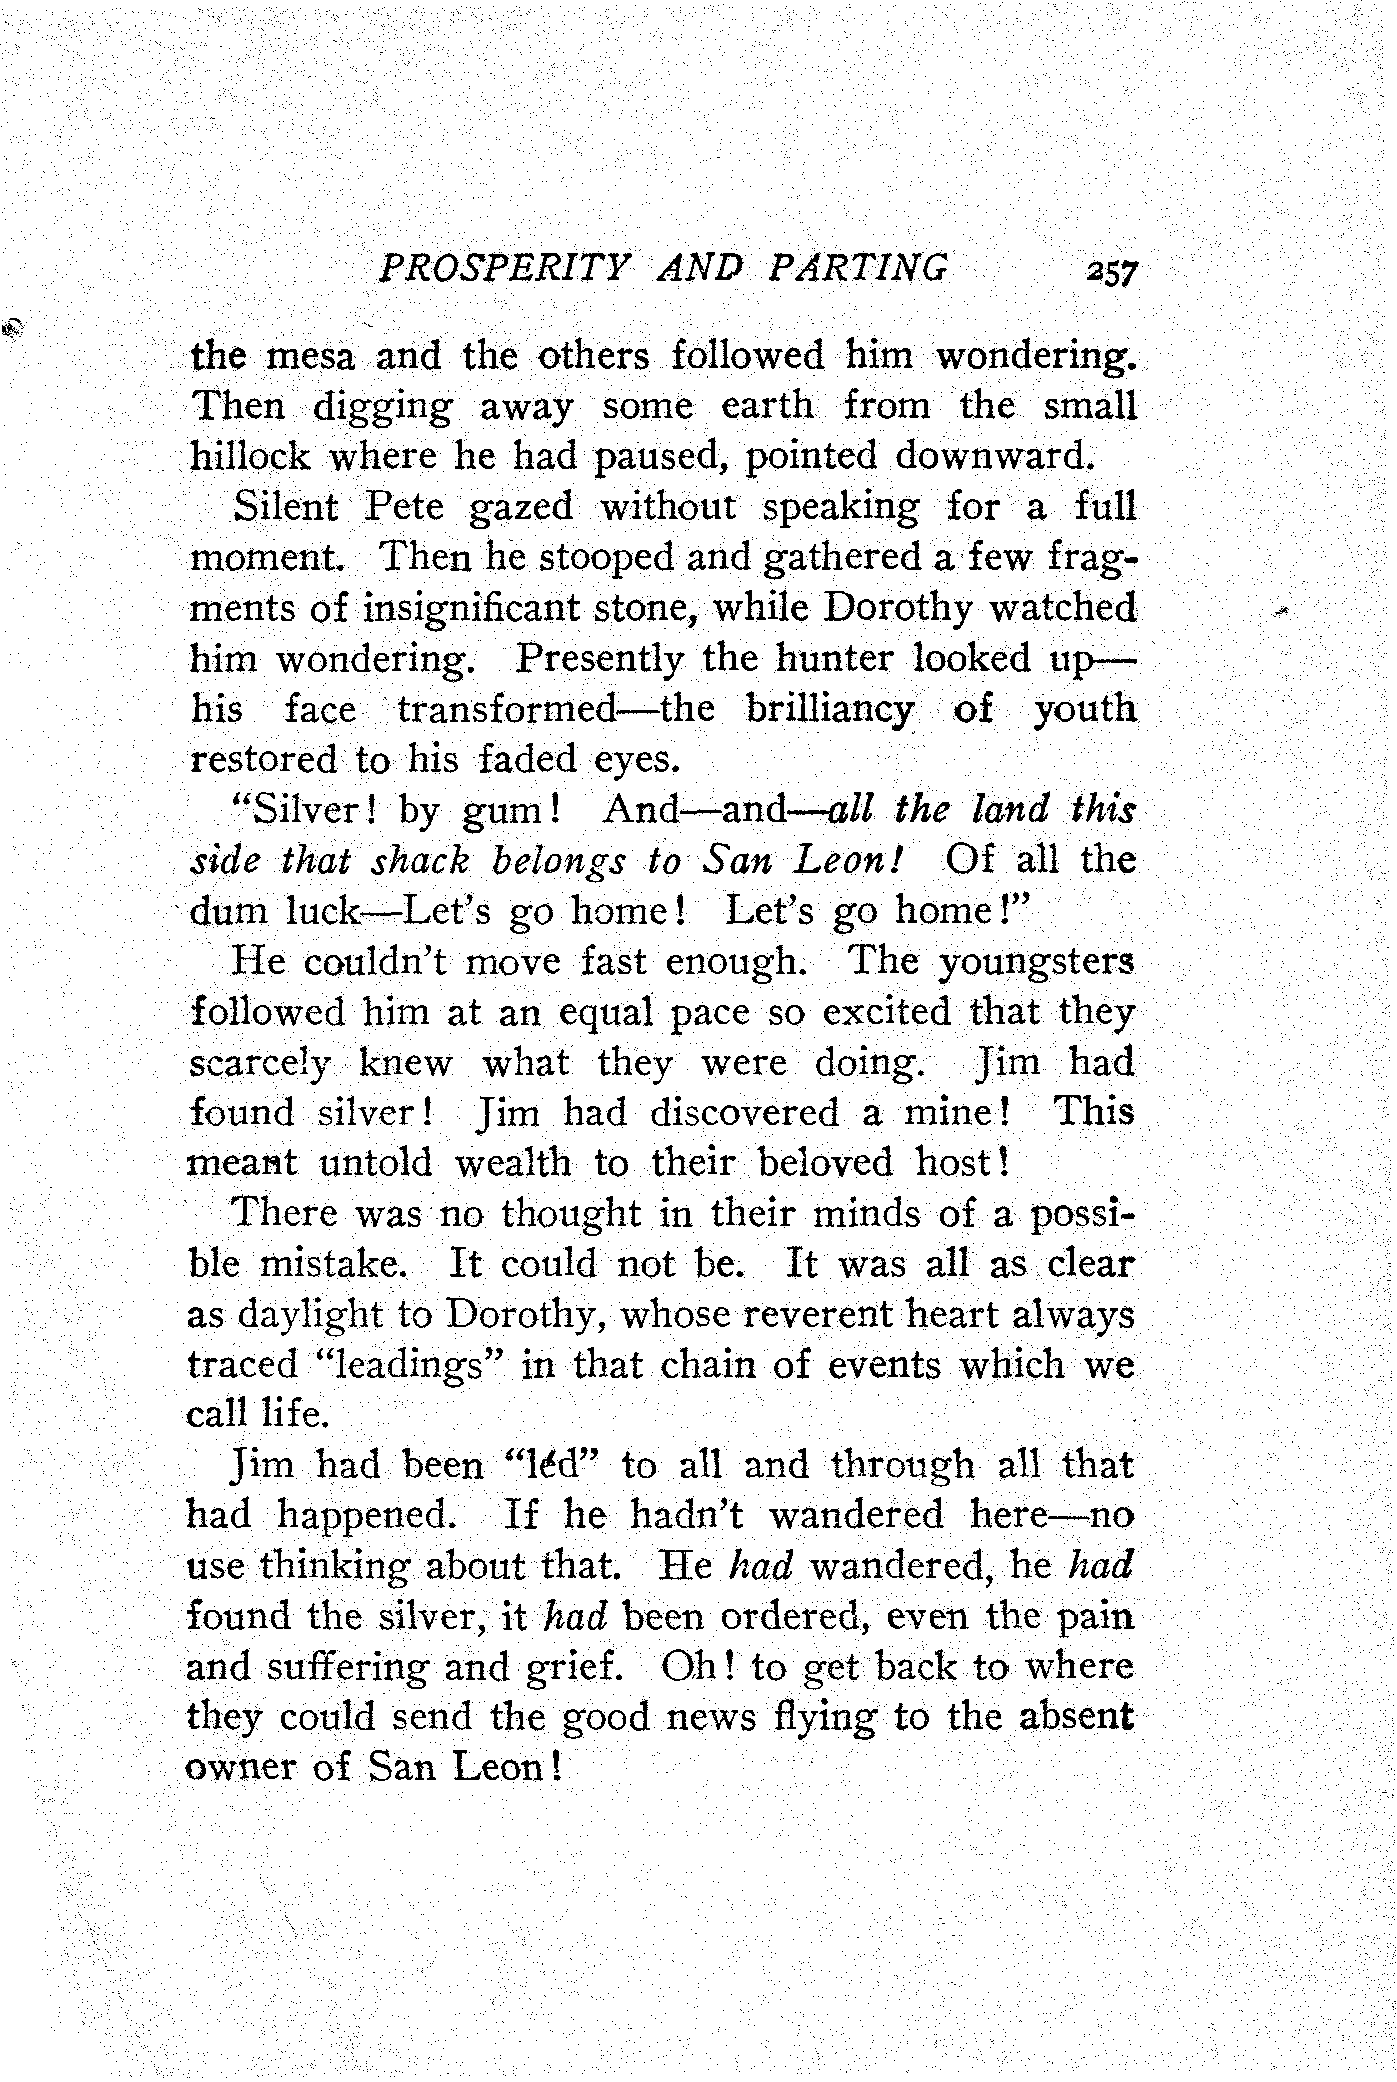 PROSPERITY AND PARTING 257
the mesa and the others followed him wondering.
Then digging away some earth from the small
hillock where he had paused, pointed downward.
Silent Pete gazed without speaking for a full
moment. Then he stooped and gathered a few frag-
ments of insignificant stone, while Dorothy watched
him wondering. Presently the hunter looked up—
his face transformed—the brilliancy of youth
restored to his faded eyes.
“Silver! by gum! And—and—all the land this
side that shack belongs to San Leon! Of all the
dum luck—Let’s go home! Let’s go home!”
He couldn’t move fast enough. The youngsters
followed him at an equal pace so excited that they
scarcely knew what they were doing. Jim had
found silver! Jim had discovered a mine! This
meant untold wealth to their beloved host!
There was no thought in their minds of a possi-
ble mistake. It could not be. It was all as clear
as daylight to Dorothy, whose reverent heart always
traced “leadings” in that chain of events which we
call life.
Jim had been “led” to all and through all that
had happened. If he hadn’t wandered here—no
use thinking about that. He had wandered, he had
found the silver, it had been ordered, even the pain
and suffering and grief. Oh! to get back to where
they could send the good news flying to the absent
owner of San Leon!